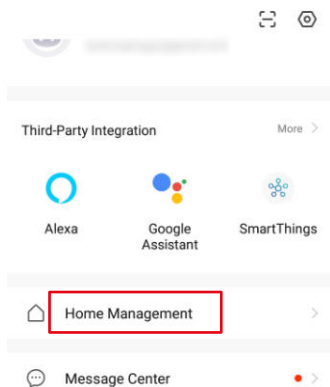 Third-Party Integration More
Alexa Google Assistant SmartThings
Home Management
Message Center